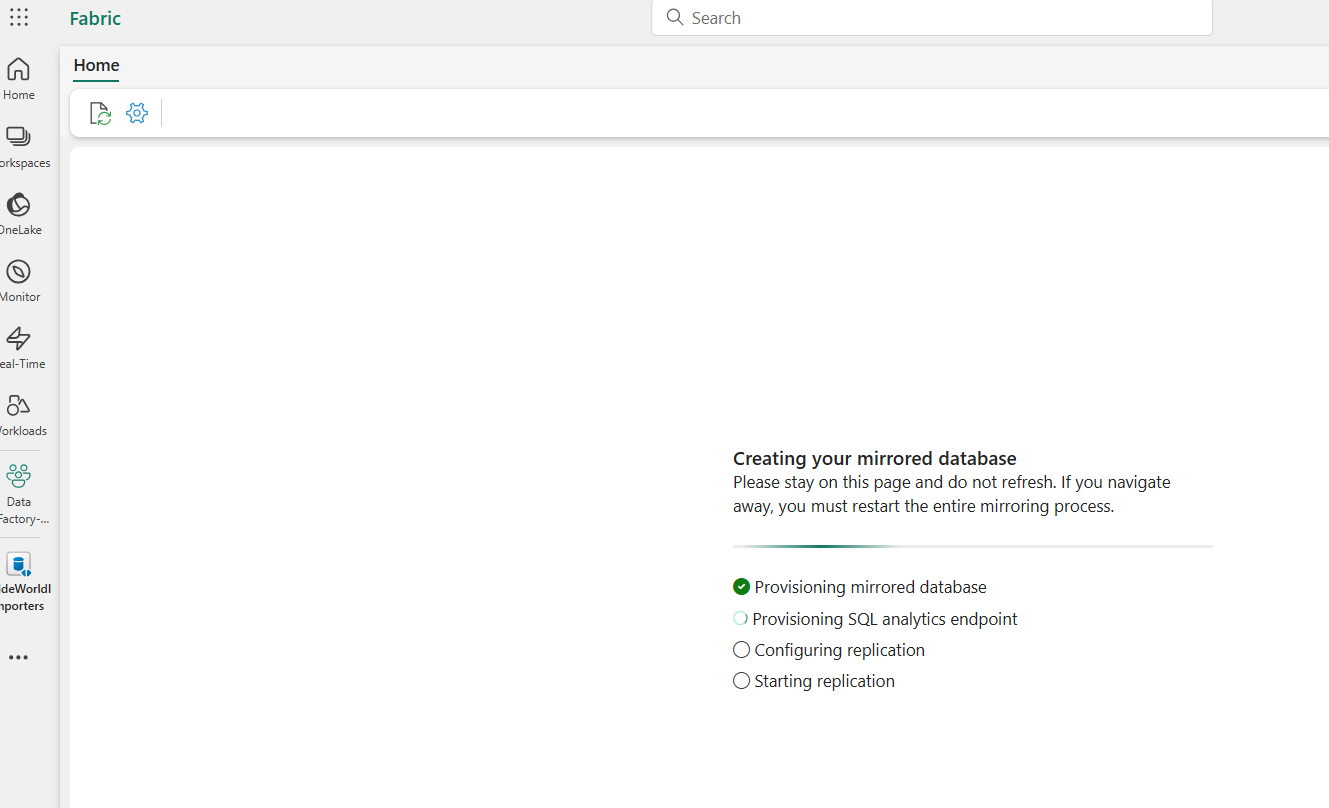 Fabric
Search
Home
Home
orkspaces
OneLake
Monitor
eal-Time
orkloads
Data
Factory-...
ideWorldI
mporters
Creating your mirrored database
Please stay on this page and do not refresh. If you navigate
away, you must restart the entire mirroring process.
Provisioning mirrored database
Provisioning SQL analytics endpoint
Configuring replication
Starting replication